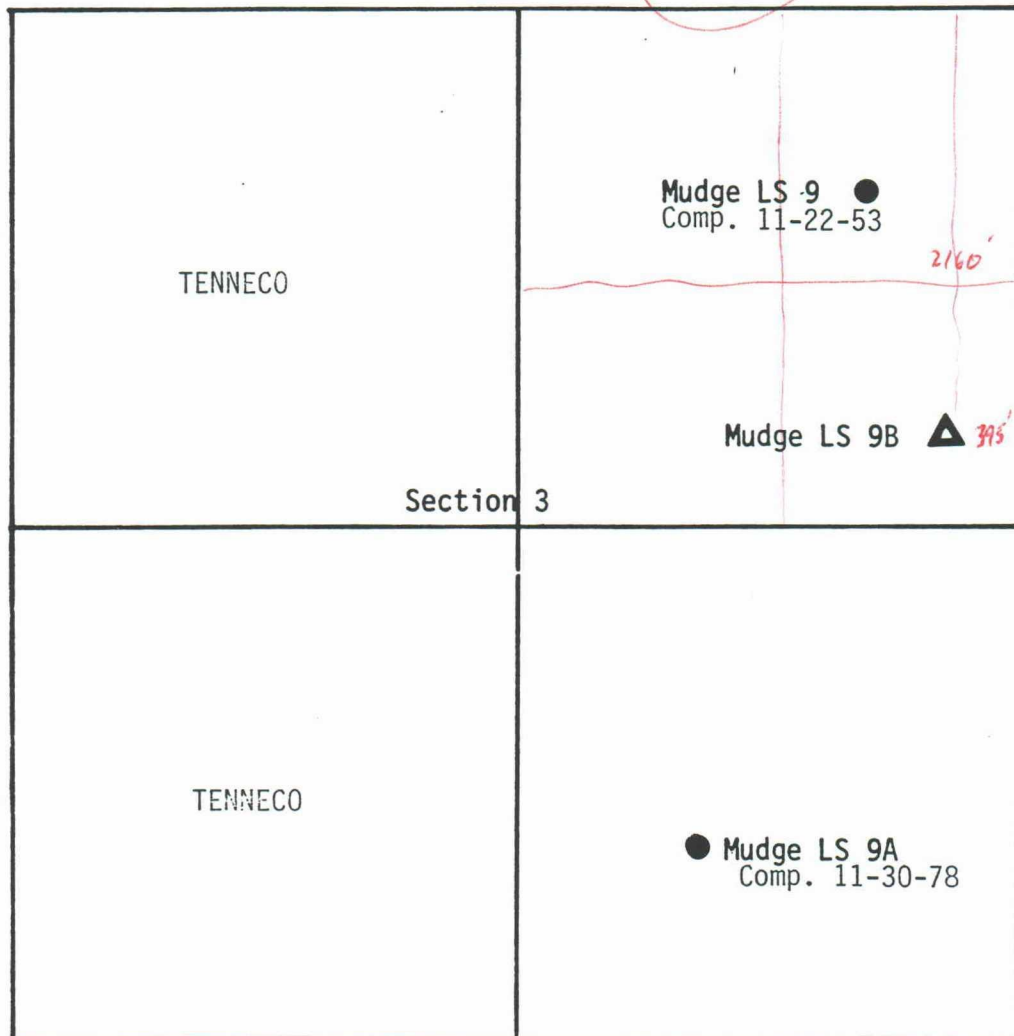 Mudge LS 9
Comp. 11-22-53
TENNECO
2160'
Mudge LS 9B
395'
Section 3
TENNECO
Mudge LS 9A
Comp. 11-30-78